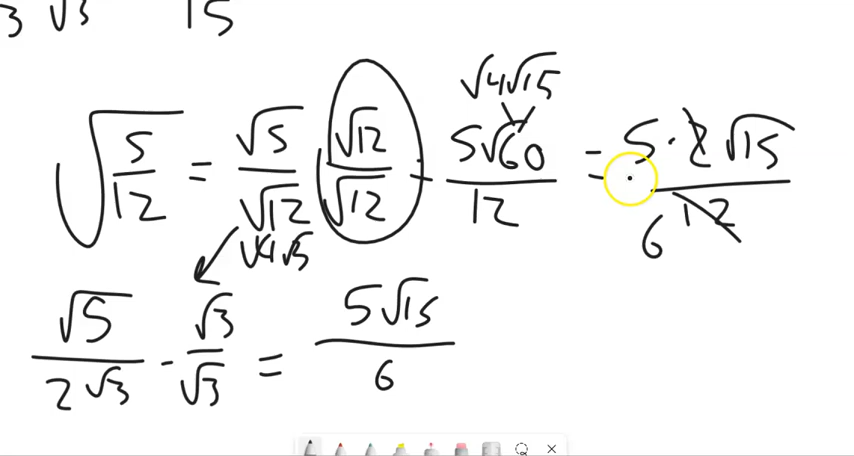 3 √3 15
√4√15
√(5/12) = √5/√12 √12/√12 - 5√60/12 = 5·2√15/12
√4√3 6
√5/2√3 - √3/√3 = 5√15/6